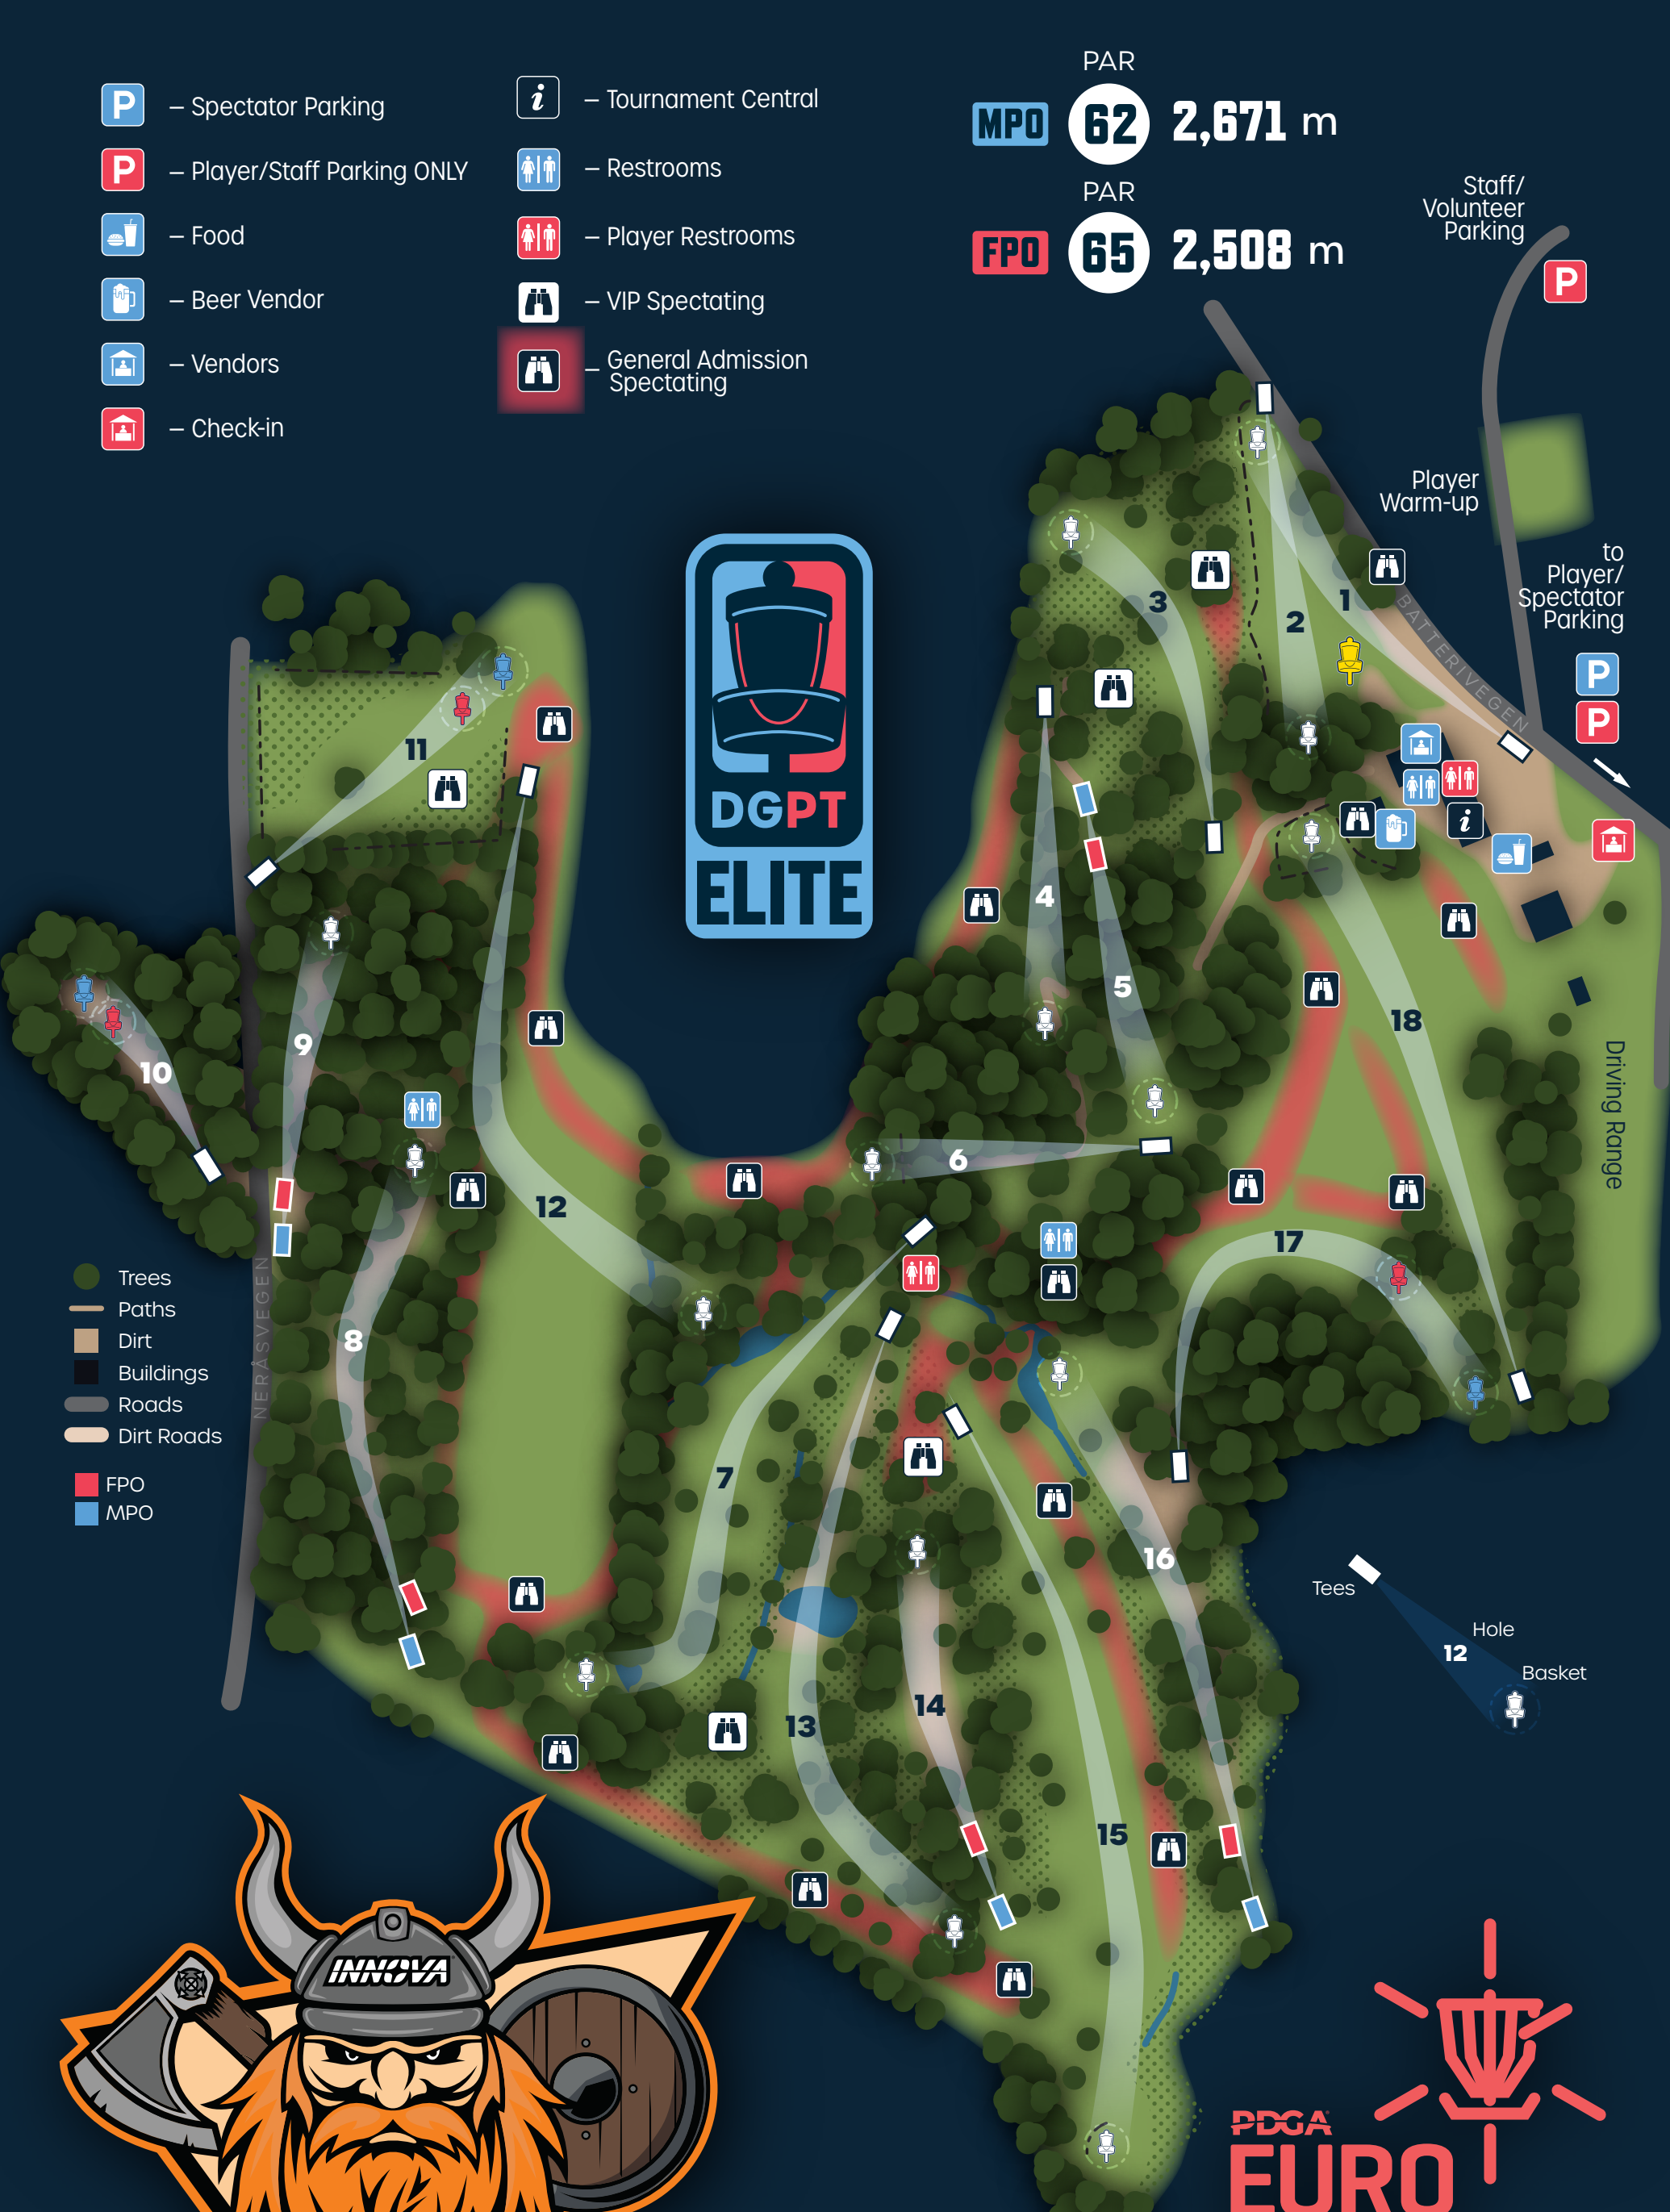 P – Spectator Parking
P – Player/Staff Parking ONLY
– Food
– Beer Vendor
– Vendors
– Check-in
i – Tournament Central
– Restrooms
– Player Restrooms
– VIP Spectating
– General Admission
Spectating
PAR
MPO 62 2,671 m
PAR
FPO 65 2,508 m
Staff/
Volunteer
Parking
P
Player
Warm-up
to
Player/
Spectator
Parking
P
P
BATTERIVEGEN
1
2
3
DGPT
ELITE
11
i
4
5
18
Driving Range
9
10
6
12
17
Trees
Paths
Dirt
Buildings
Roads
Dirt Roads
FPO
MPO
NERÅSVEGEN
8
7
16
Tees
Hole
12
Basket
14
13
15
INNOVA
PDGA
EURO